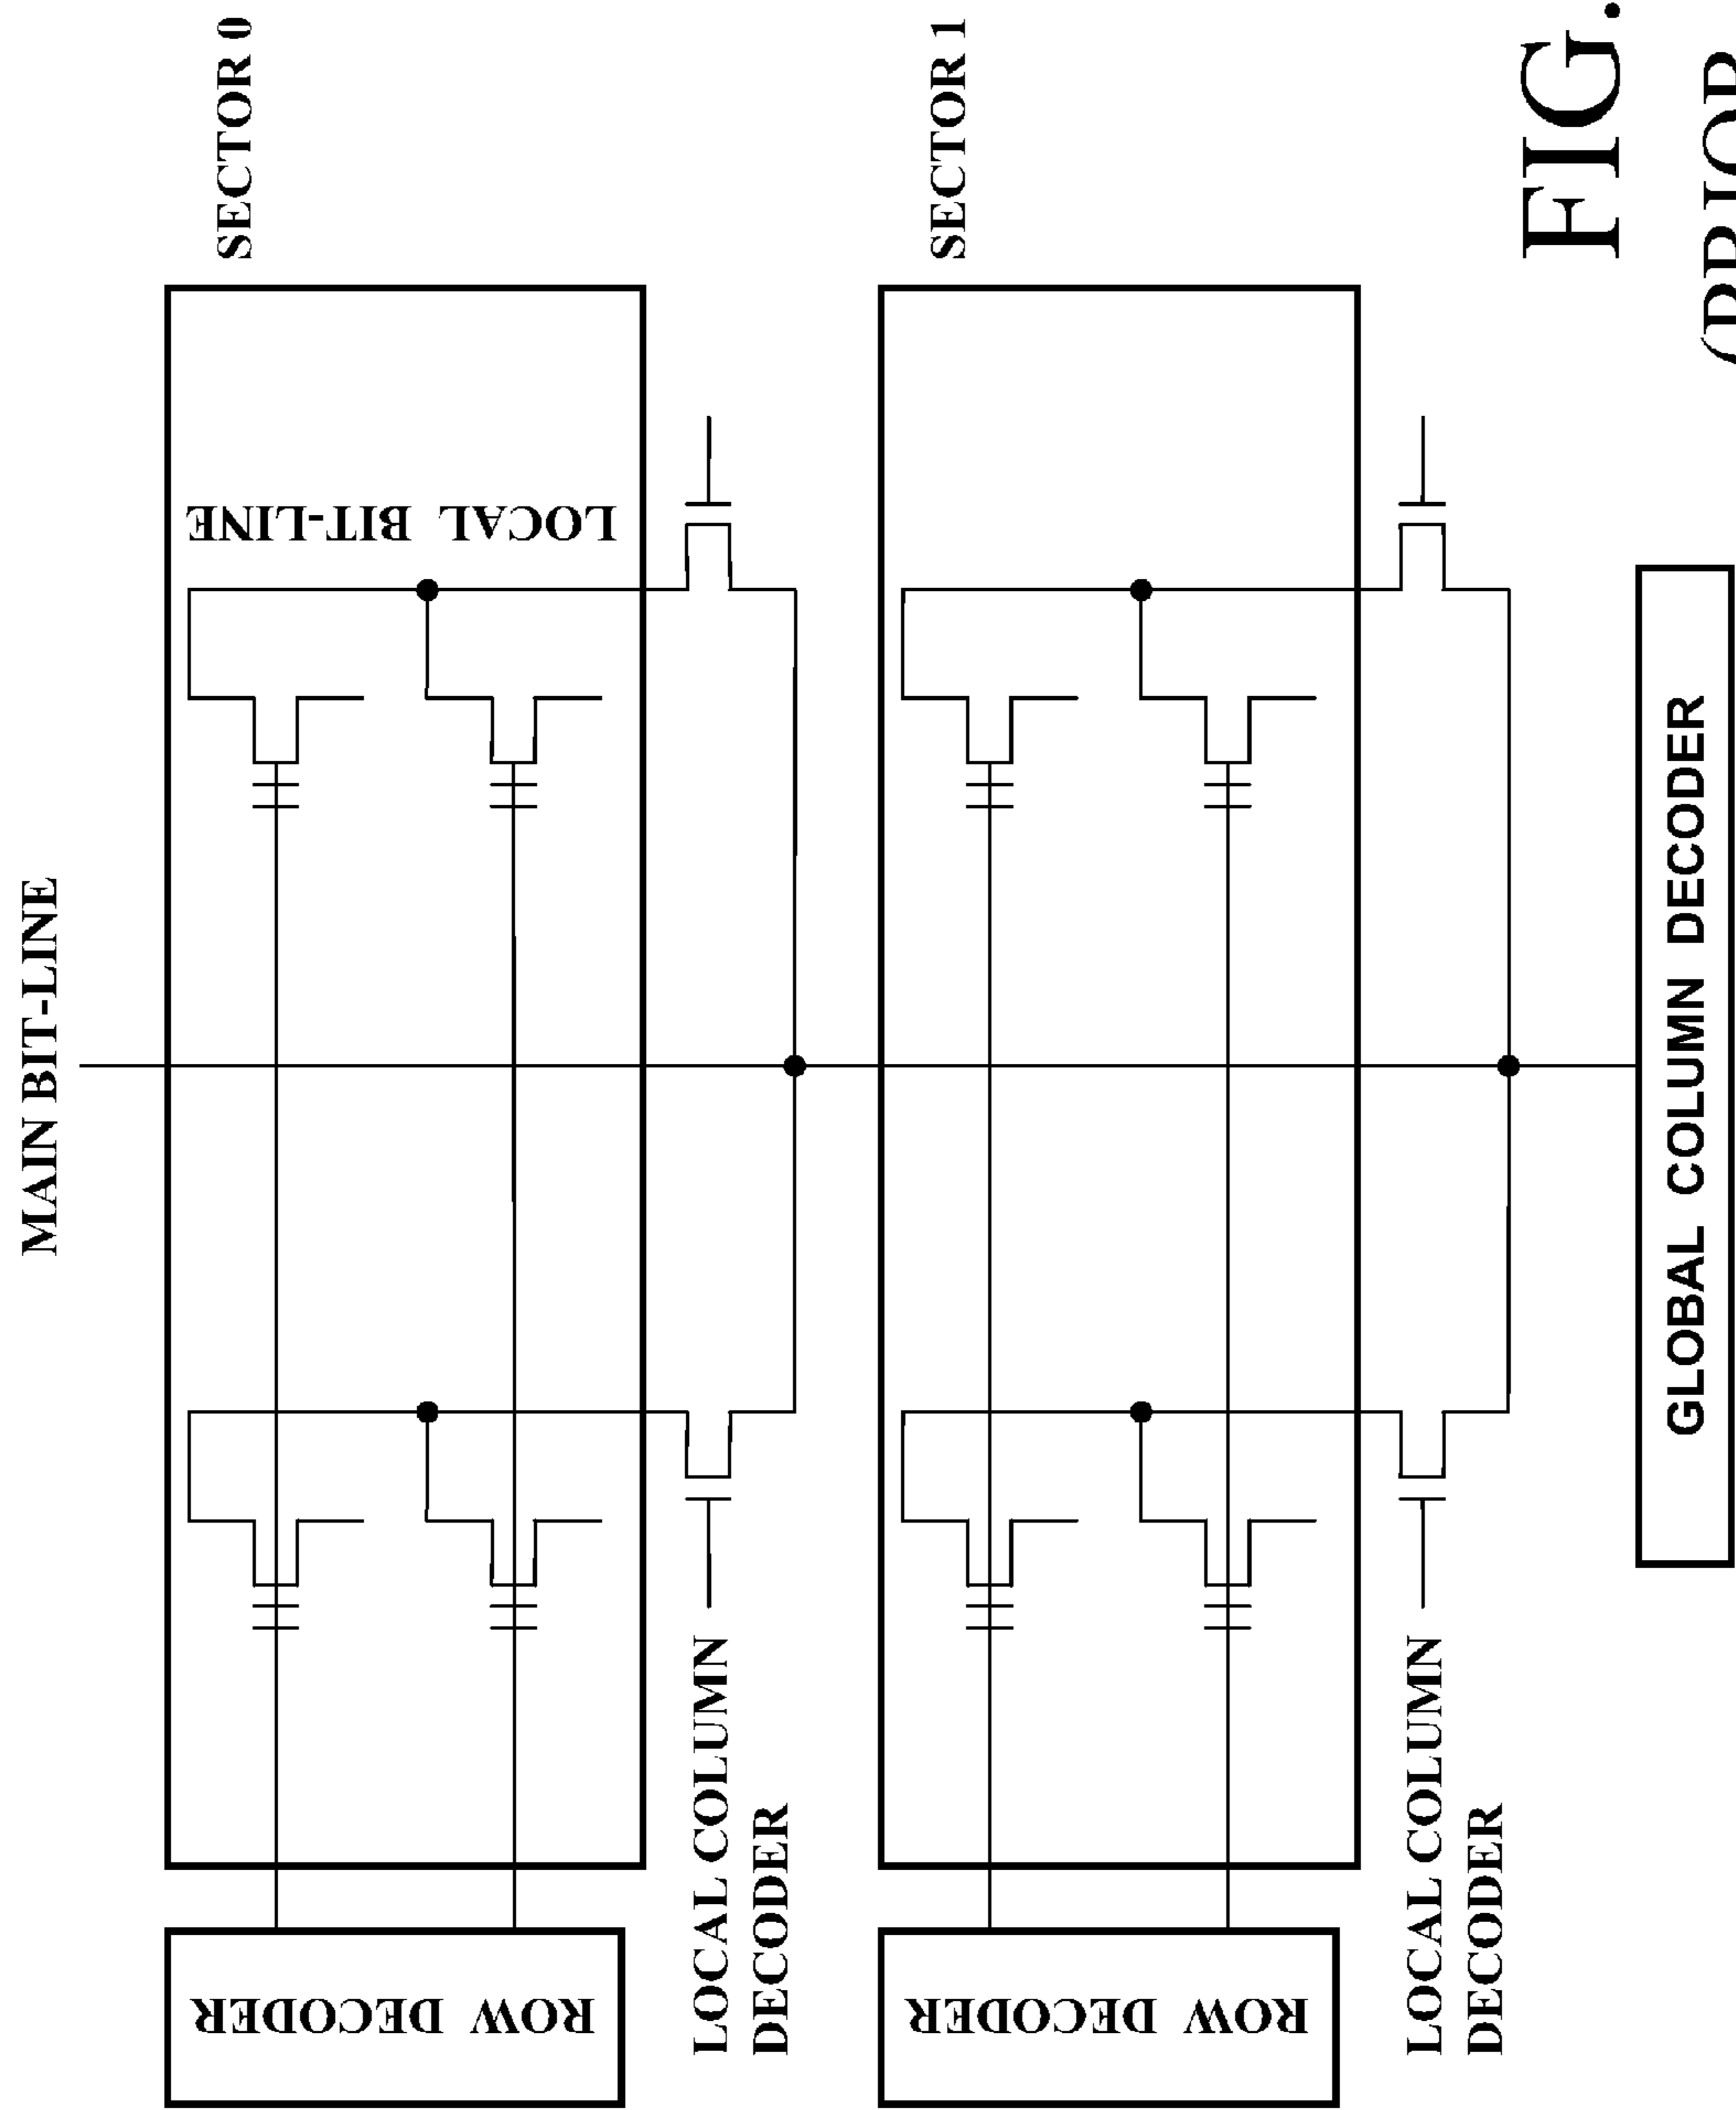 MAIN BIT-LINE
SECTOR 0
LOCAL BIT-LINE
ROW DECODER
LOCAL COLUMN
DECODER
SECTOR 1
ROW DECODER
LOCAL COLUMN
DECODER
GLOBAL COLUMN DECODER
FIG.